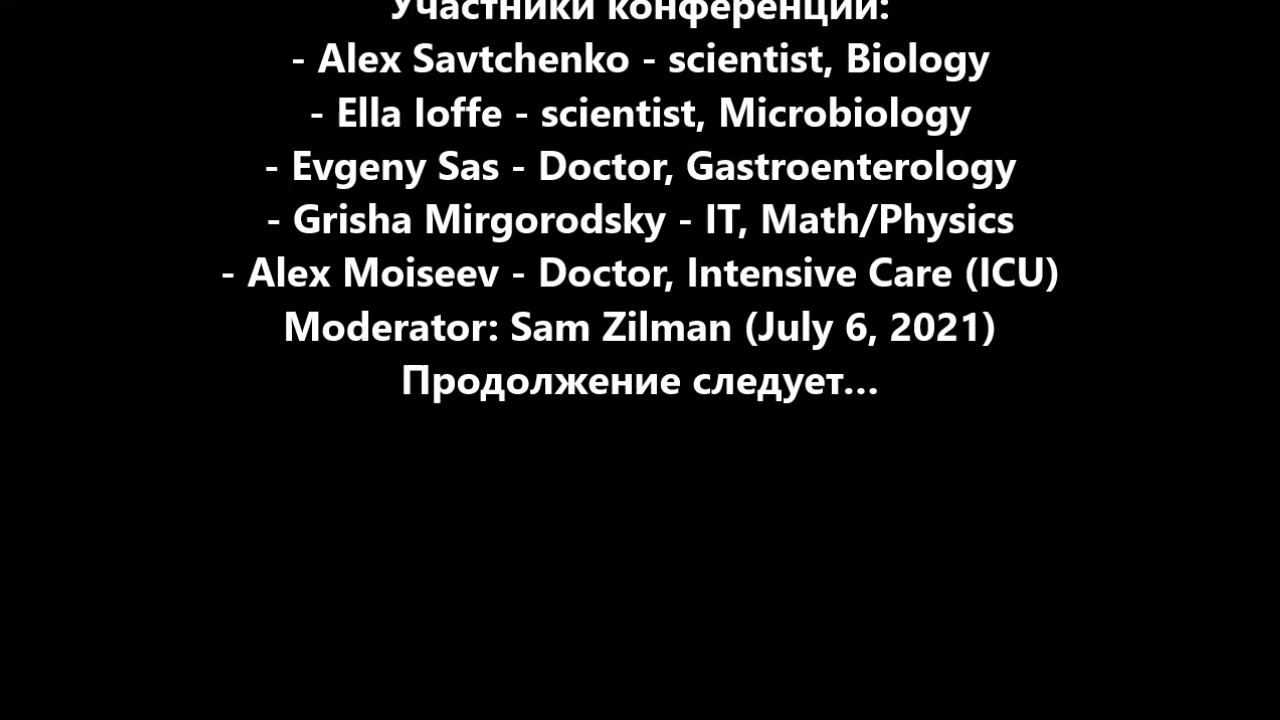 Участники конференции:
- Alex Savtchenko - scientist, Biology
- Ella Ioffe - scientist, Microbiology
- Evgeny Sas - Doctor, Gastroenterology
- Grisha Mirgorodsky - IT, Math/Physics
- Alex Moiseev - Doctor, Intensive Care (ICU)
Moderator: Sam Zilman (July 6, 2021)
Продолжение следует...